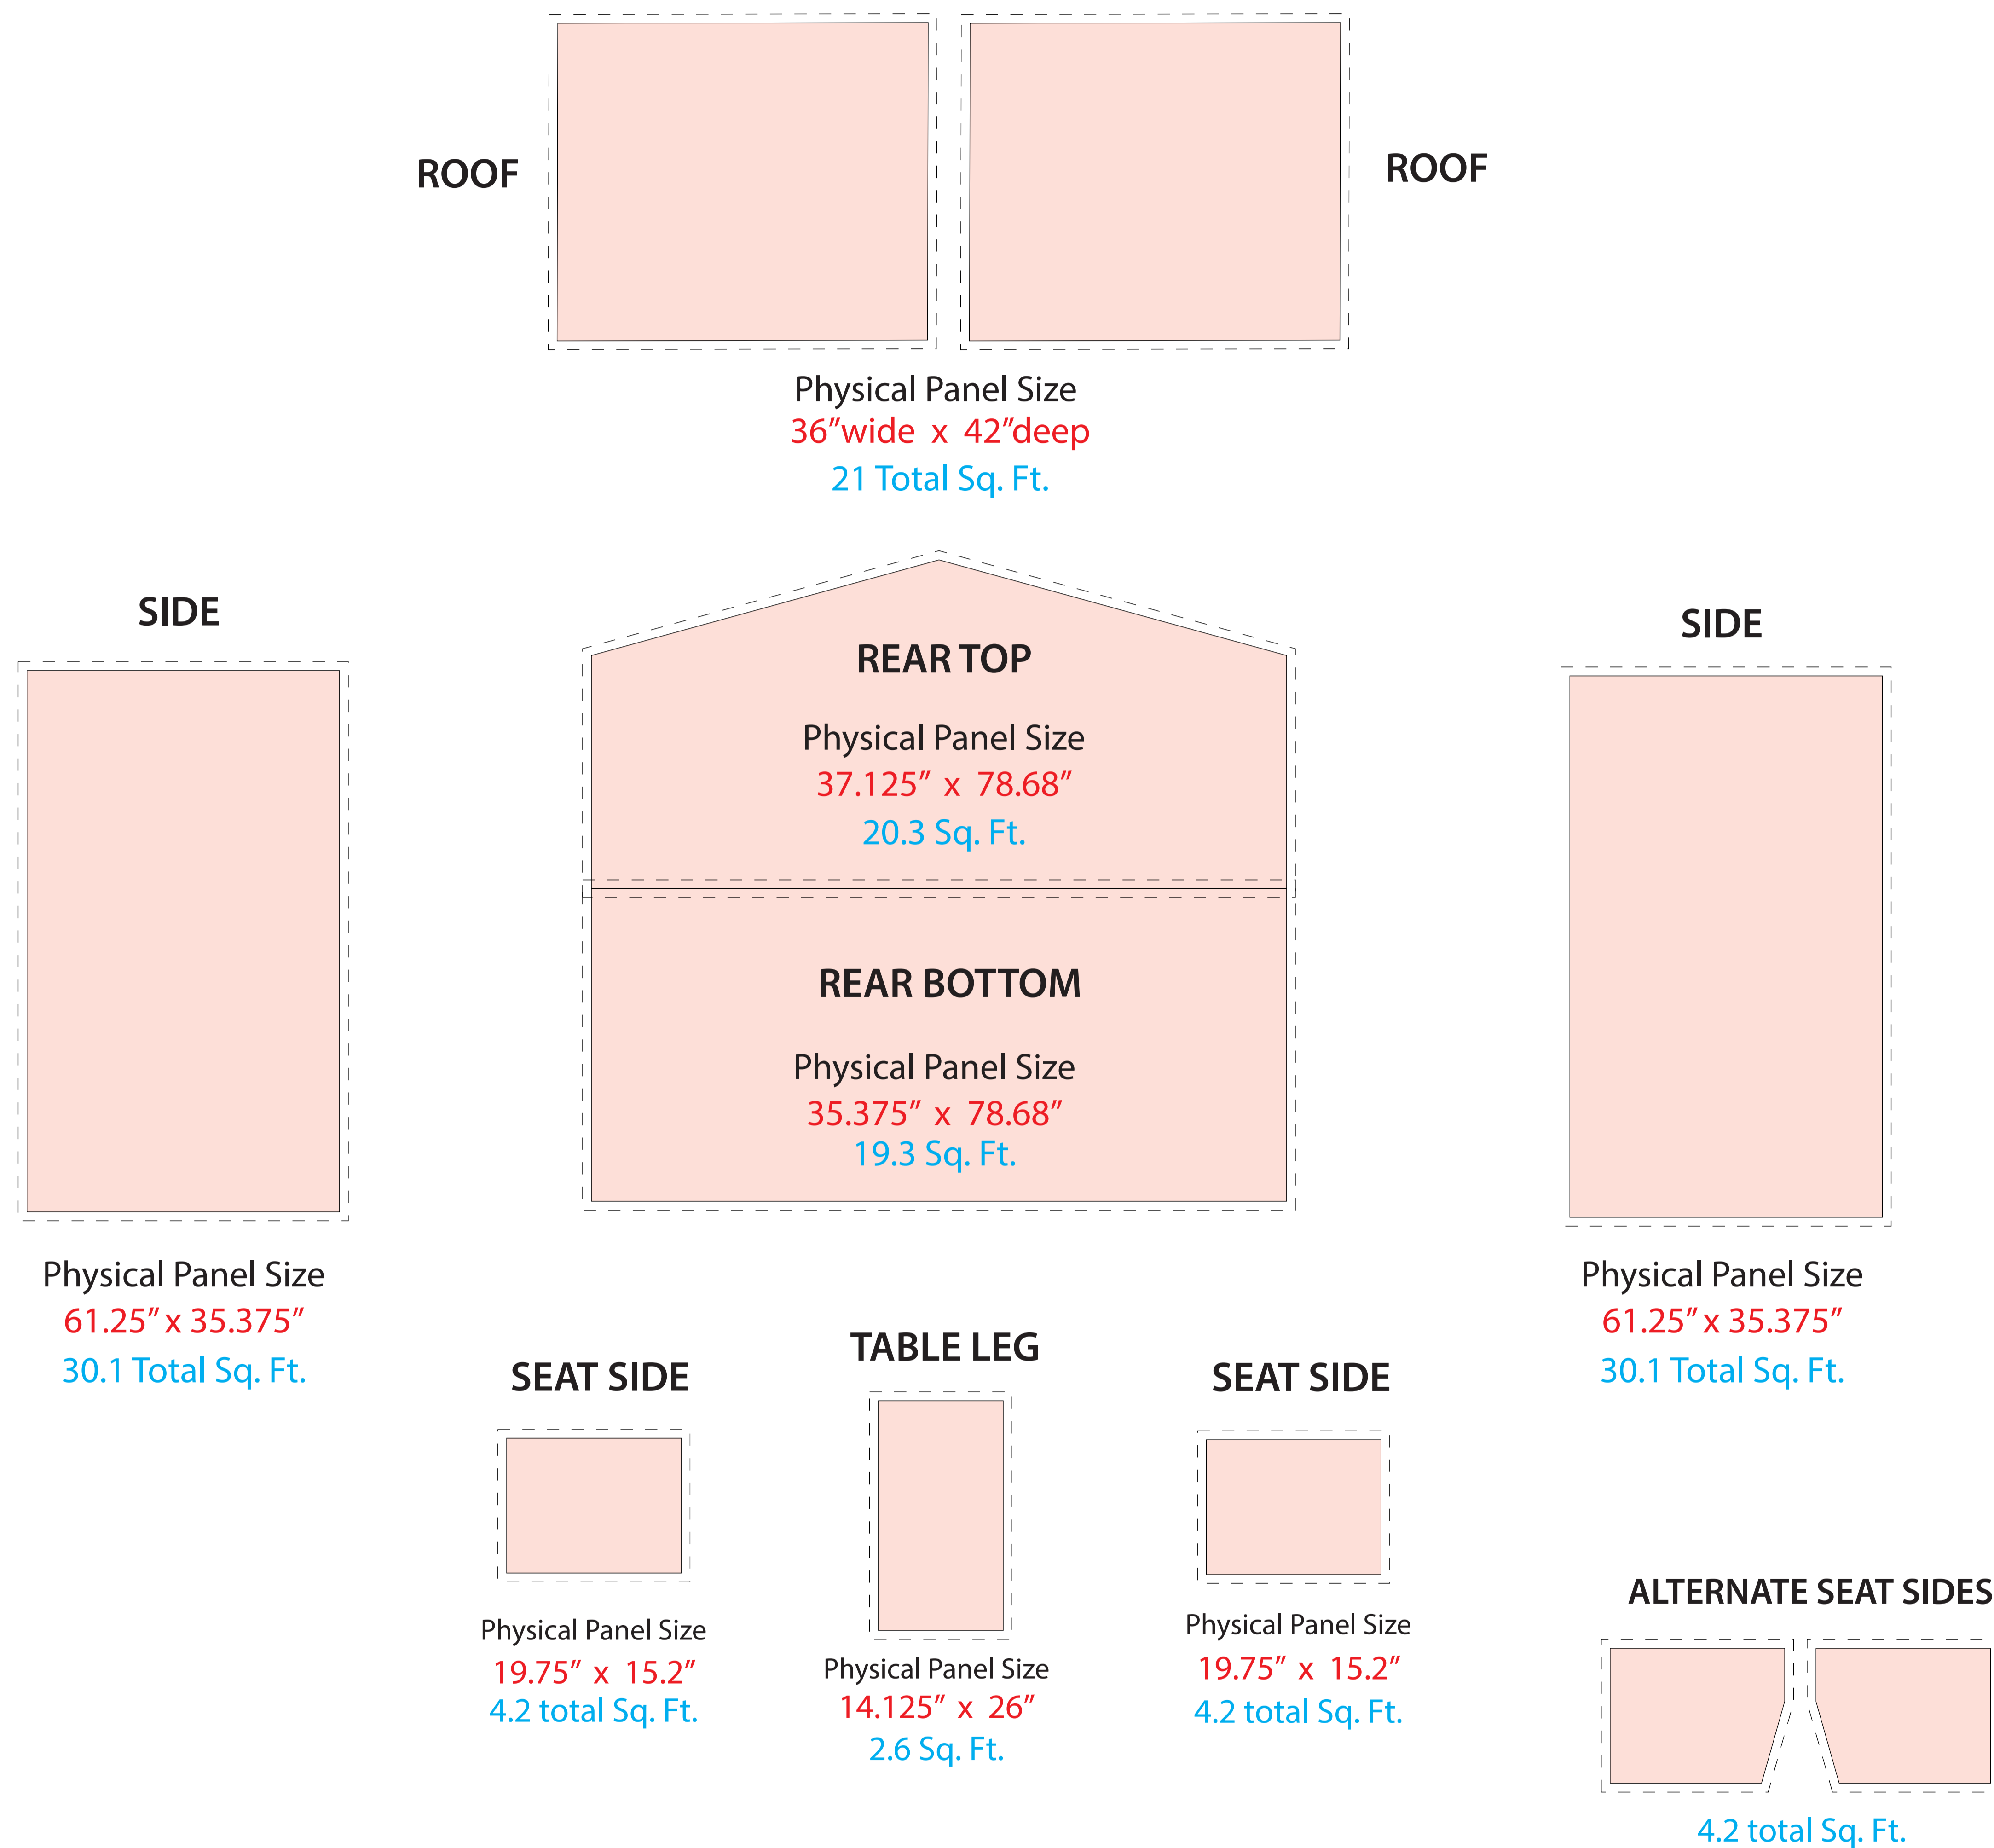 ROOF
ROOF
Physical Panel Size
36”wide x 42”deep
21 Total Sq. Ft.
SIDE
SIDE
REAR TOP
Physical Panel Size
37.125” x 78.68”
20.3 Sq. Ft.
REAR BOTTOM
Physical Panel Size
35.375” x 78.68”
19.3 Sq. Ft.
Physical Panel Size
61.25” x 35.375”
30.1 Total Sq. Ft.
Physical Panel Size
61.25” x 35.375”
30.1 Total Sq. Ft.
SEAT SIDE
Physical Panel Size
19.75” x 15.2”
4.2 total Sq. Ft.
TABLE LEG
Physical Panel Size
14.125” x 26”
2.6 Sq. Ft.
SEAT SIDE
Physical Panel Size
19.75” x 15.2”
4.2 total Sq. Ft.
ALTERNATE SEAT SIDES
4.2 total Sq. Ft.